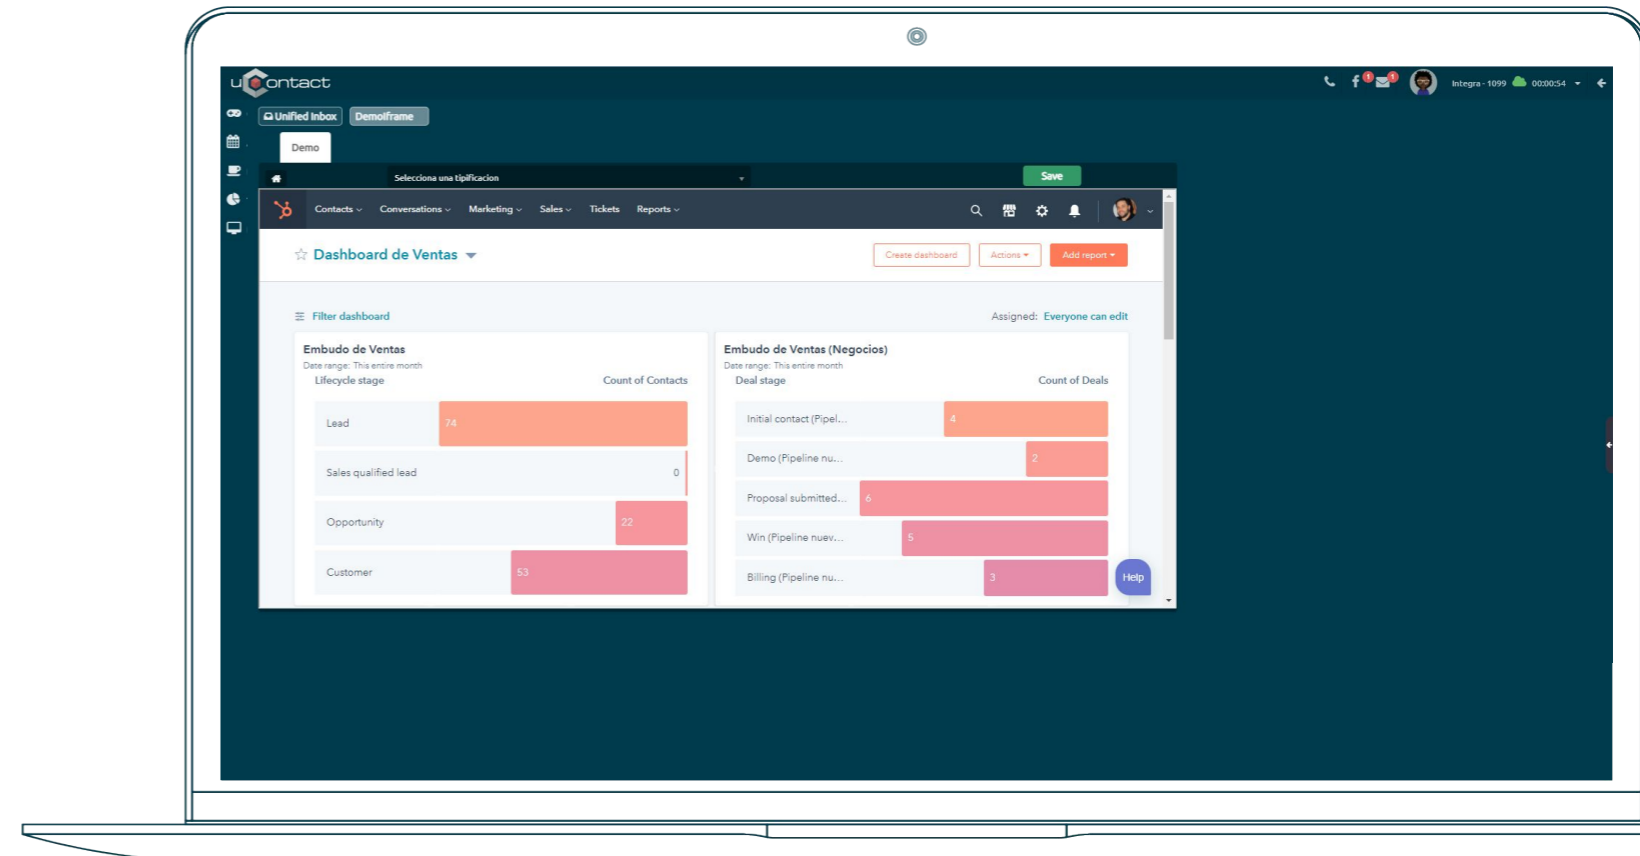 uContact
1 1 Integra - 1099 00:00:54
Unified Inbox DemoIframe
Demo
Selecciona una tipificacion Save
Contacts Conversations Marketing Sales Tickets Reports
Dashboard de Ventas Create dashboard Actions Add report
Filter dashboard Assigned: Everyone can edit
Embudo de Ventas
Date range: This entire month
Lifecycle stage Count of Contacts
Lead 74
Sales qualified lead 0
Opportunity 22
Customer 53
Embudo de Ventas (Negocios)
Date range: This entire month
Deal stage Count of Deals
Initial contact (Pipel... 4
Demo (Pipeline nu... 2
Proposal submitted... 6
Win (Pipeline nuev... 5
Billing (Pipeline nu... 3
Help